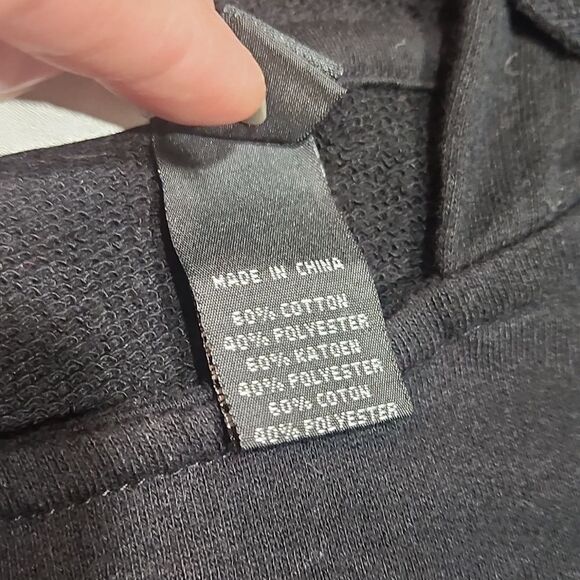 MADE IN CHINA
60% COTTON
40% POLYESTER
60% KATOEN
40% POLYESTER
60% COTON
40% POLYESTER